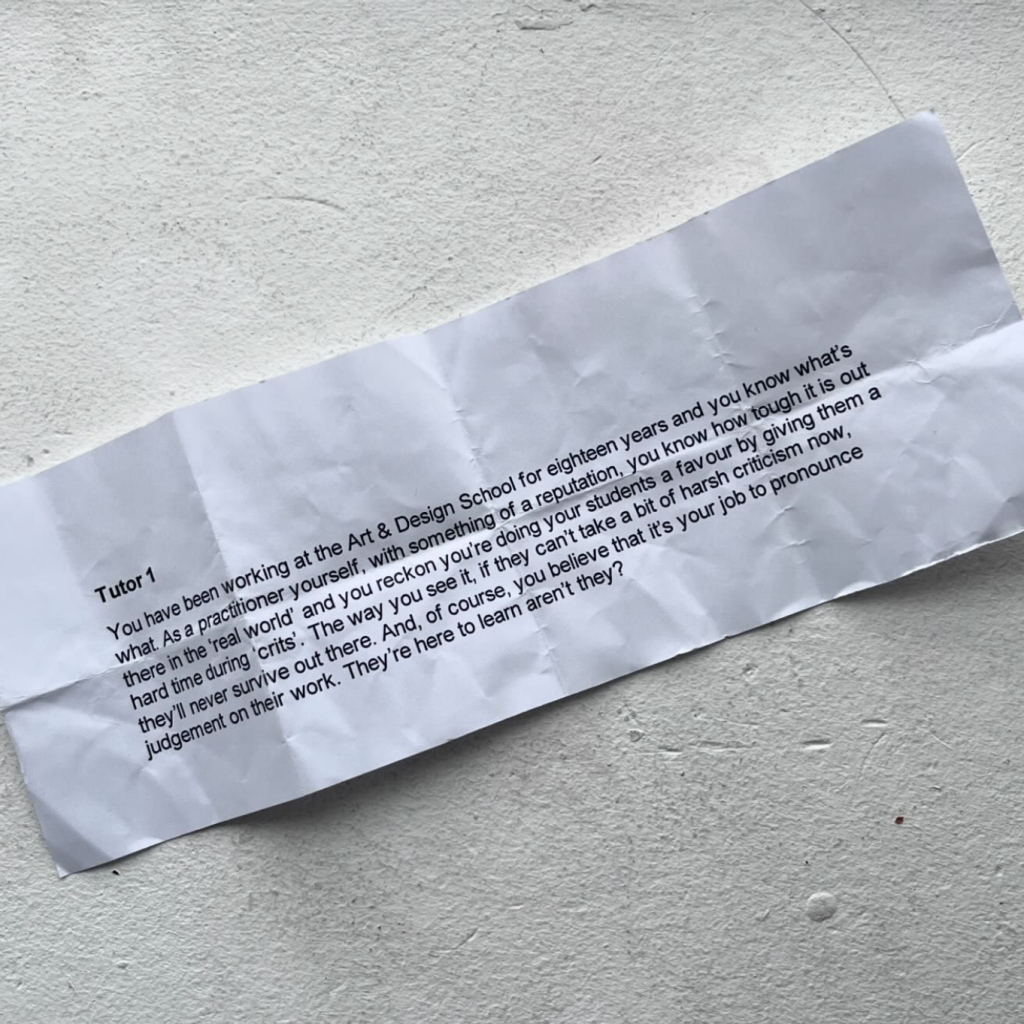 Tutor 1
You have been working at the Art & Design School for eighteen years and you know what's
what. As a practitioner yourself, with something of a reputation, you know how tough it is out
there in the 'real world' and you reckon you're doing your students a favour by giving them a
hard time during 'crits'. The way you see it, if they can't take a bit of harsh criticism now,
they'll never survive out there. And, of course, you believe that it's your job to pronounce
judgement on their work. They're here to learn aren't they?